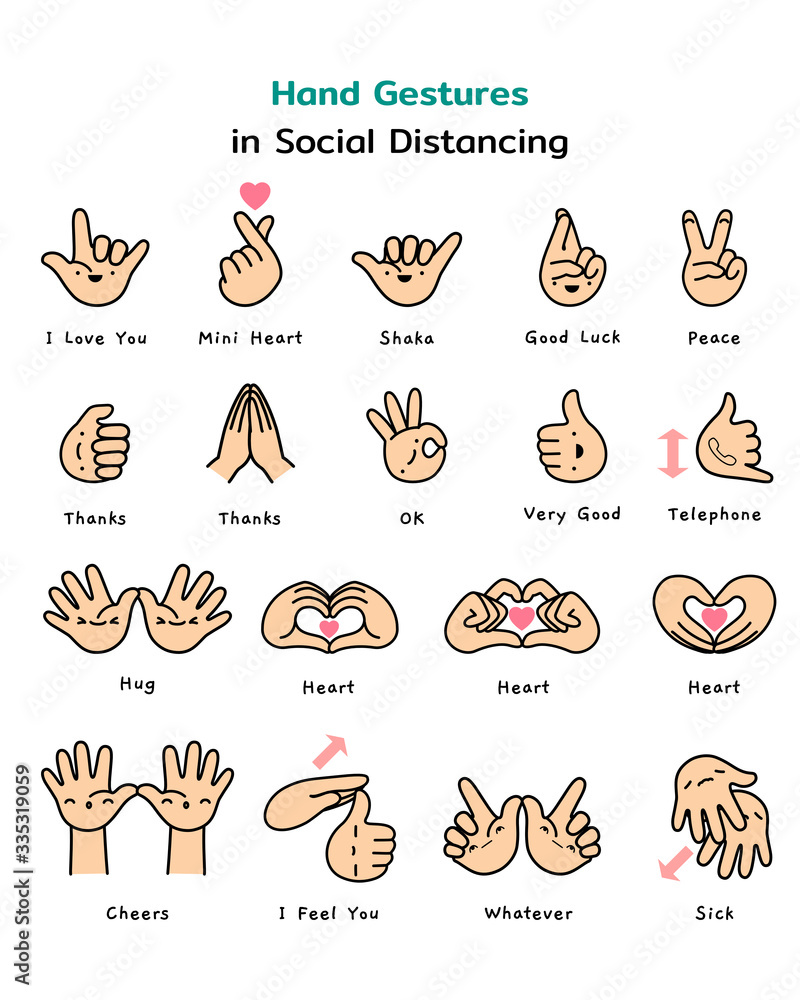 Hand Gestures
in Social Distancing
I Love You
Mini Heart
Shaka
Good Luck
Peace
Thanks
Thanks
OK
Very Good
Telephone
Hug
Heart
Heart
Heart
Cheers
I Feel You
Whatever
Sick
Adobe Stock | #335319059